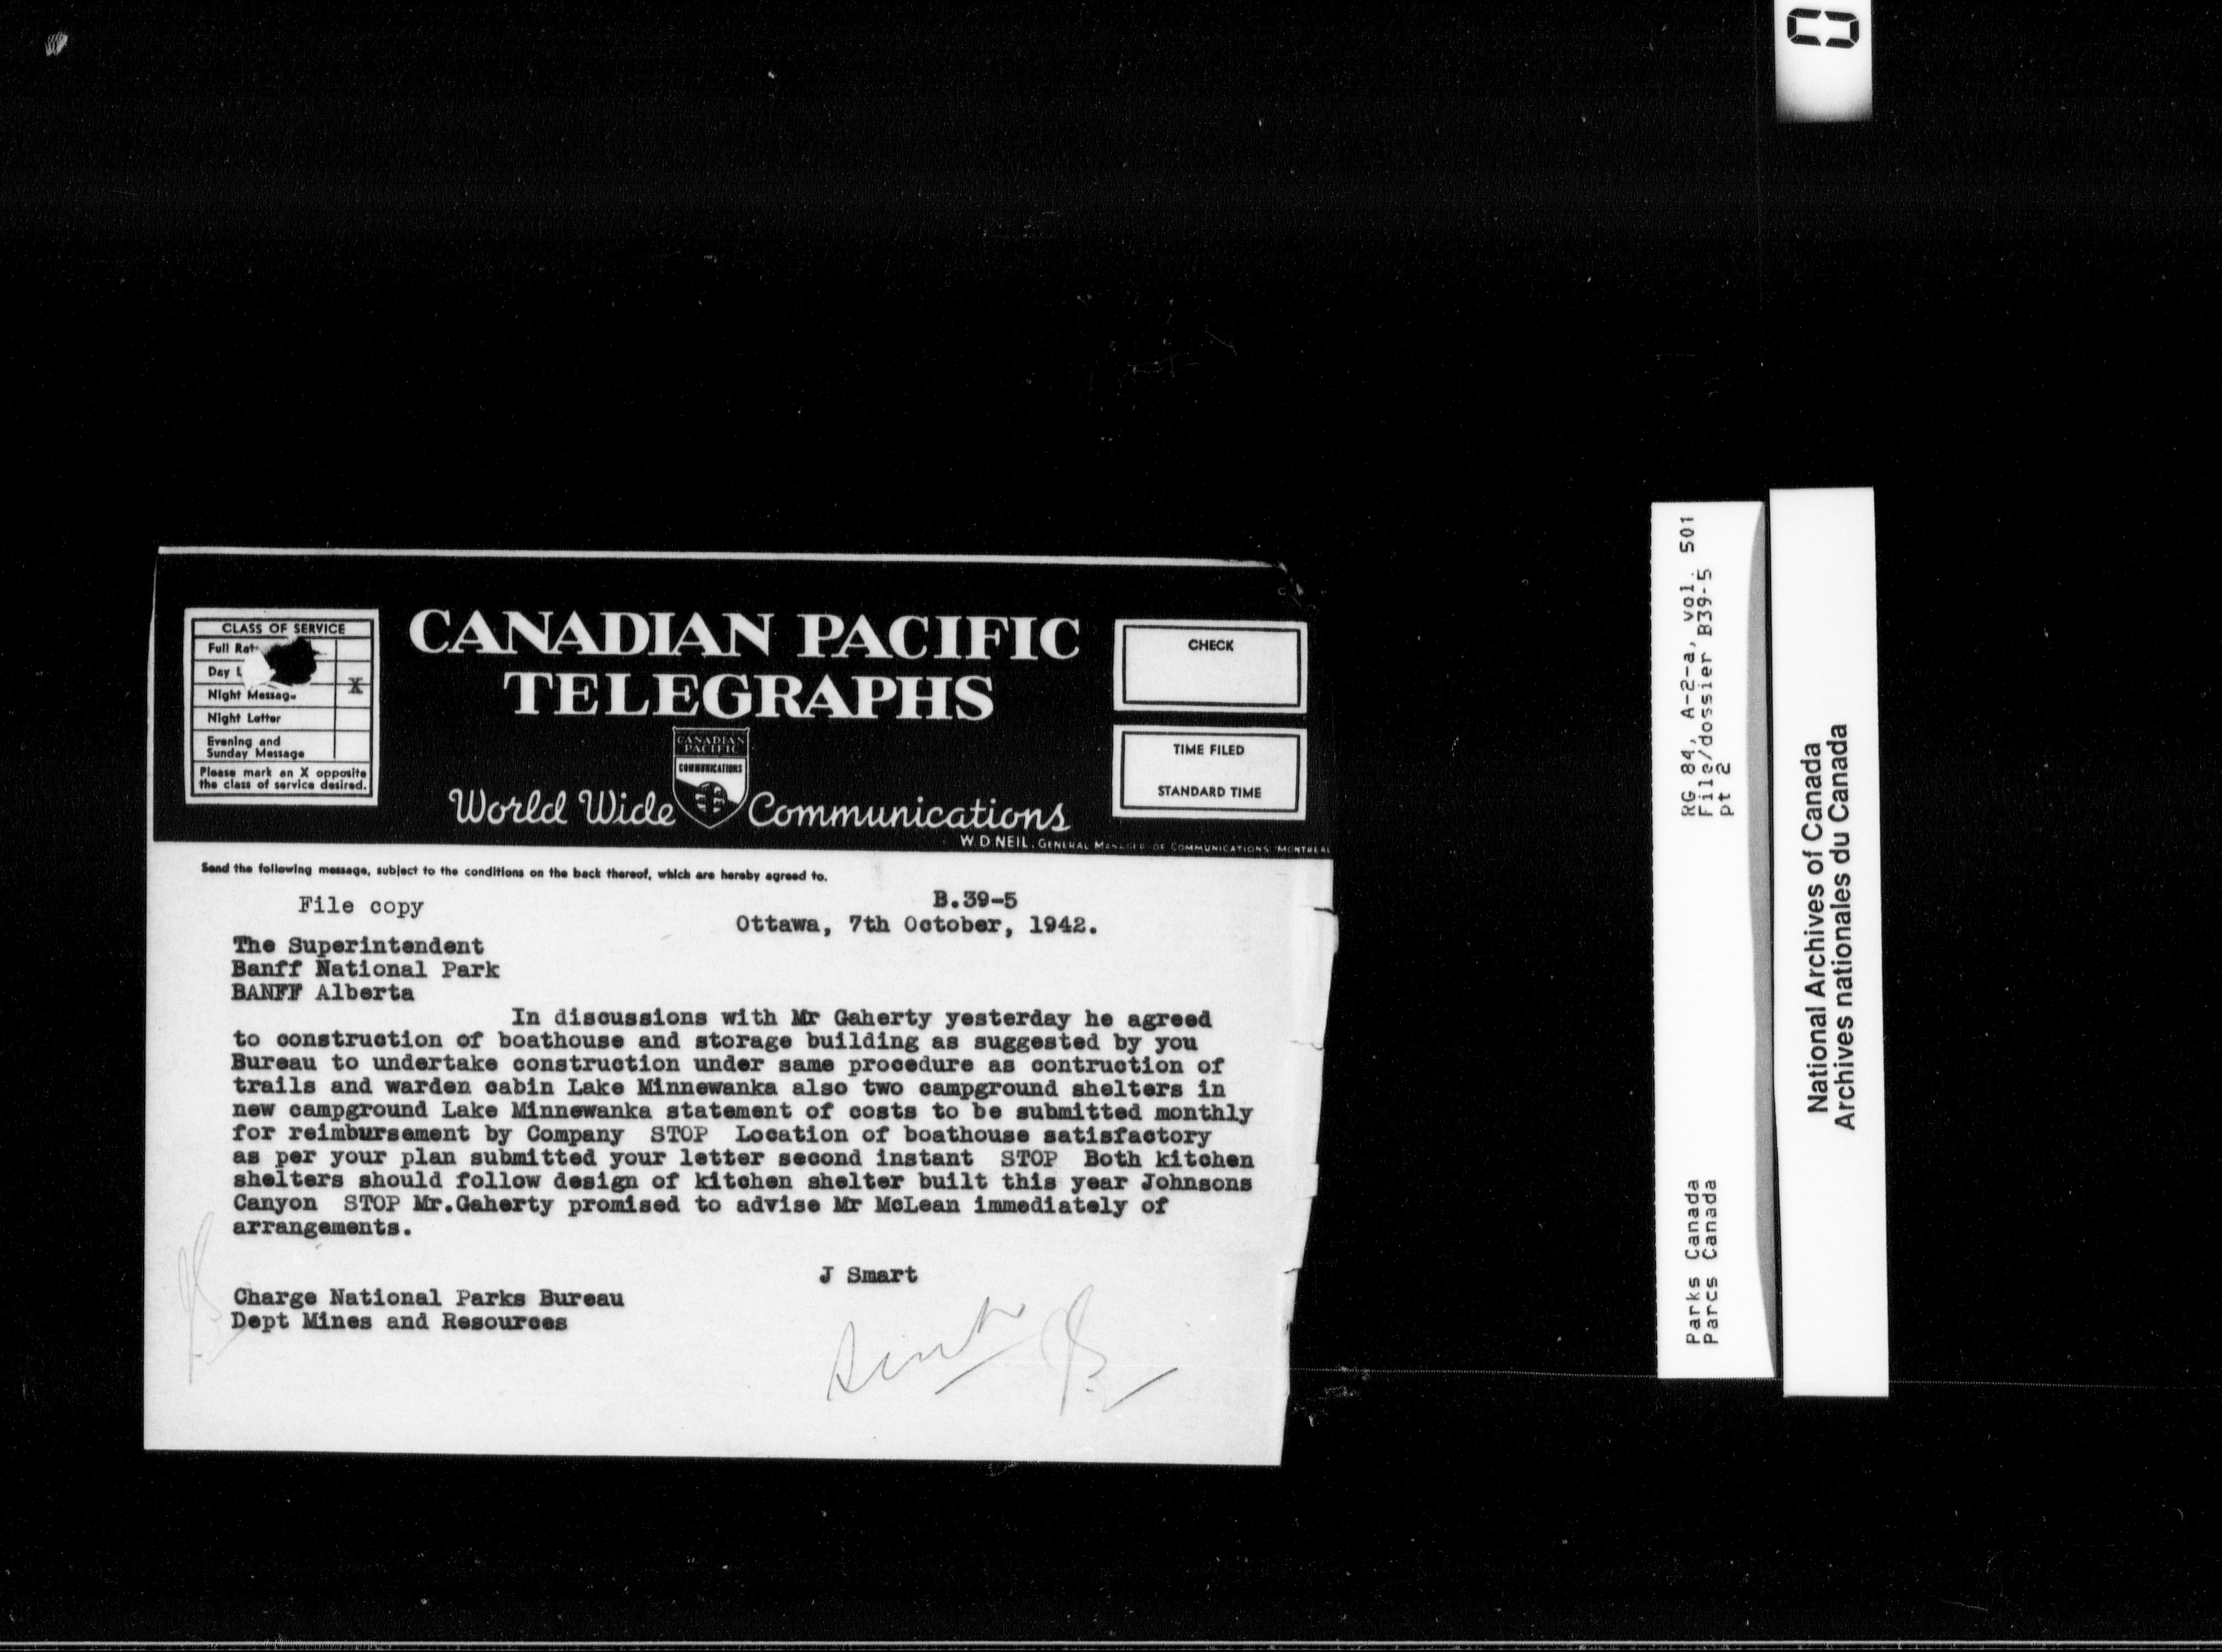 CLASS OF SERVICE
Full Rat
Day L
X
Night Message
Night Letter
Evening and
Sunday Message
Please mark an X opposite
the class of service desired.
CANADIAN PACIFIC
TELEGRAPHS
CANADIAN
PACIFIC
COMMUNICATIONS
World Wide Communications
CHECK
TIME FILED
STANDARD TIME
W. D NEIL, GENERAL MANAGER OF COMMUNICATIONS, MONTREAL
Send the following message, subject to the conditions on the back thereof, which are hereby agreed to.
File copy
B.39-5
Ottawa, 7th October, 1942.
The Superintendent
Banff National Park
BANFF Alberta
In discussions with Mr Gaherty yesterday he agreed
to construction of boathouse and storage building as suggested by you
Bureau to undertake construction under same procedure as contruction of
trails and warden cabin Lake Minnewanka also two campground shelters in
new campground Lake Minnewanka statement of costs to be submitted monthly
for reimbursement by Company STOP Location of boathouse satisfactory
as per your plan submitted your letter second instant STOP Both kitchen
shelters should follow design of kitchen shelter built this year Johnsons
Canyon STOP Mr.Gaherty promised to advise Mr McLean immediately of
arrangements.
J Smart
Charge National Parks Bureau
Dept Mines and Resources
RG 84, A-2-a, vol. 501
File/dossier B39-5
pt 2
Parks Canada
Parcs Canada
National Archives of Canada
Archives nationales du Canada